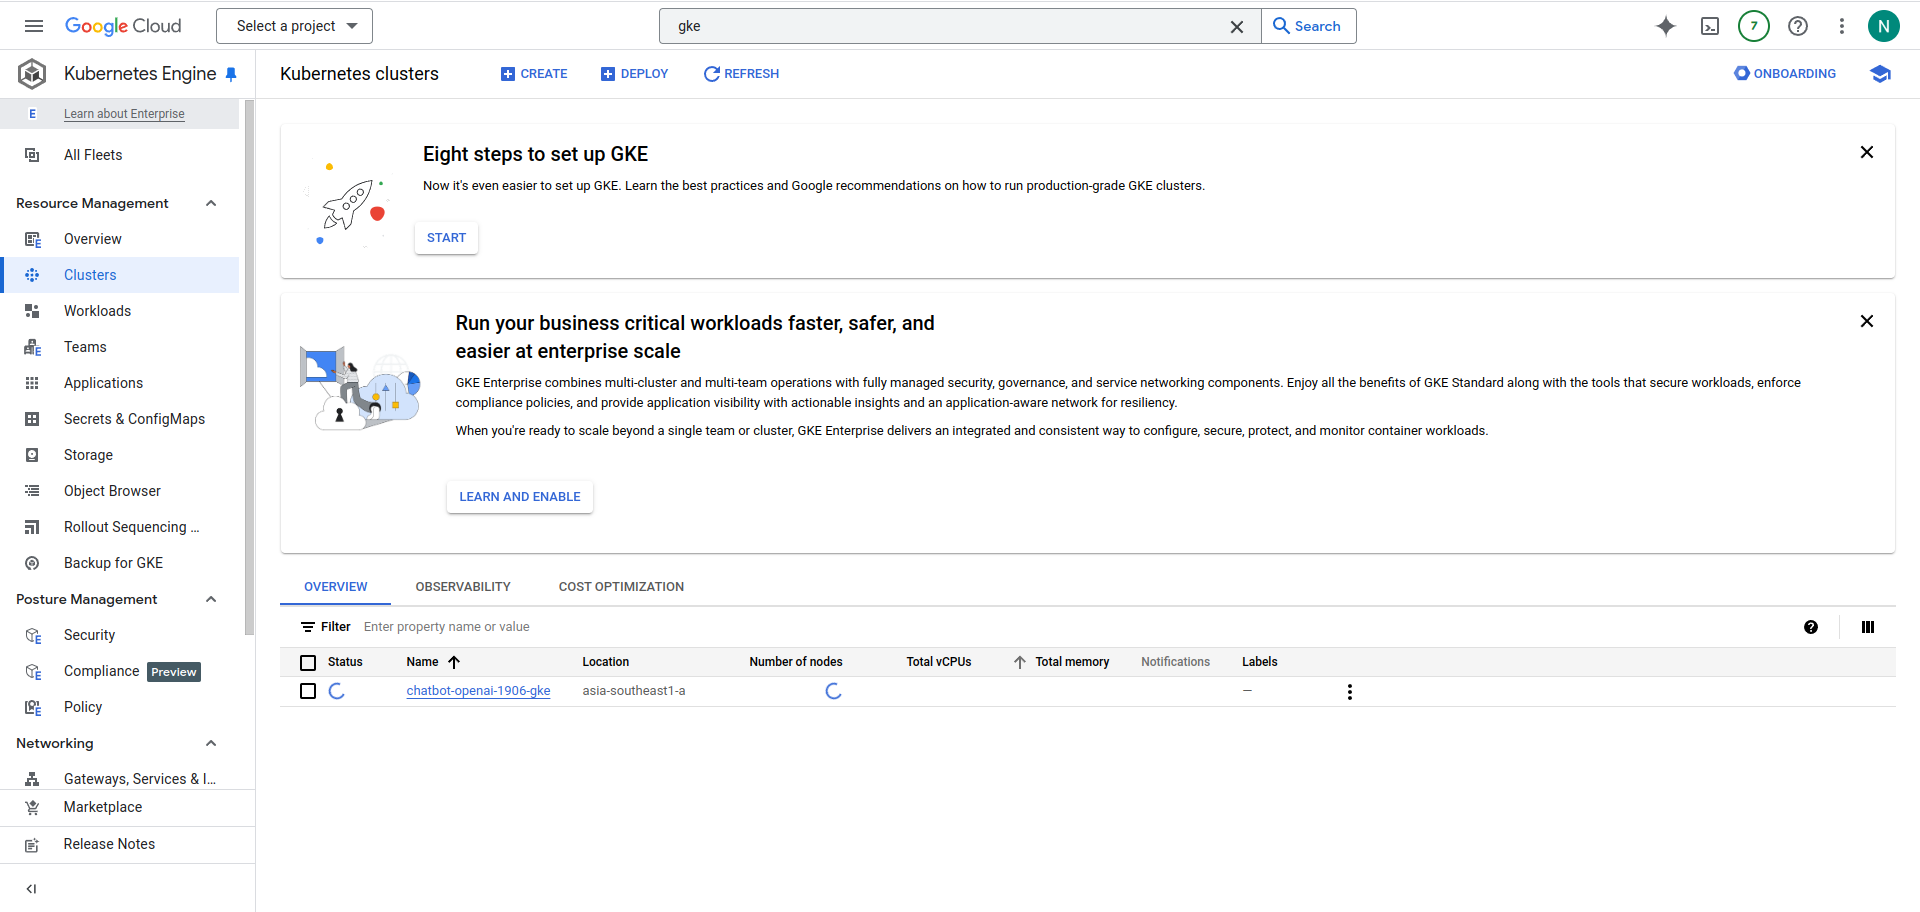 Google Cloud
Select a project
gke
Search
7
N
Kubernetes Engine
Kubernetes clusters
CREATE
DEPLOY
REFRESH
ONBOARDING
E Learn about Enterprise
All Fleets
Resource Management
Overview
Clusters
Workloads
Teams
Applications
Secrets & ConfigMaps
Storage
Object Browser
Rollout Sequencing ...
Backup for GKE
Posture Management
Security
Compliance Preview
Policy
Networking
Gateways, Services & I...
Marketplace
Release Notes
Eight steps to set up GKE
Now it's even easier to set up GKE. Learn the best practices and Google recommendations on how to run production-grade GKE clusters.
START
Run your business critical workloads faster, safer, and
easier at enterprise scale
GKE Enterprise combines multi-cluster and multi-team operations with fully managed security, governance, and service networking components. Enjoy all the benefits of GKE Standard along with the tools that secure workloads, enforce
compliance policies, and provide application visibility with actionable insights and an application-aware network for resiliency.
When you're ready to scale beyond a single team or cluster, GKE Enterprise delivers an integrated and consistent way to configure, secure, protect, and monitor container workloads.
LEARN AND ENABLE
OVERVIEW
OBSERVABILITY
COST OPTIMIZATION
Filter Enter property name or value
Status Name Location Number of nodes Total vCPUs Total memory Notifications Labels
chatbot-openai-1906-gke asia-southeast1-a —